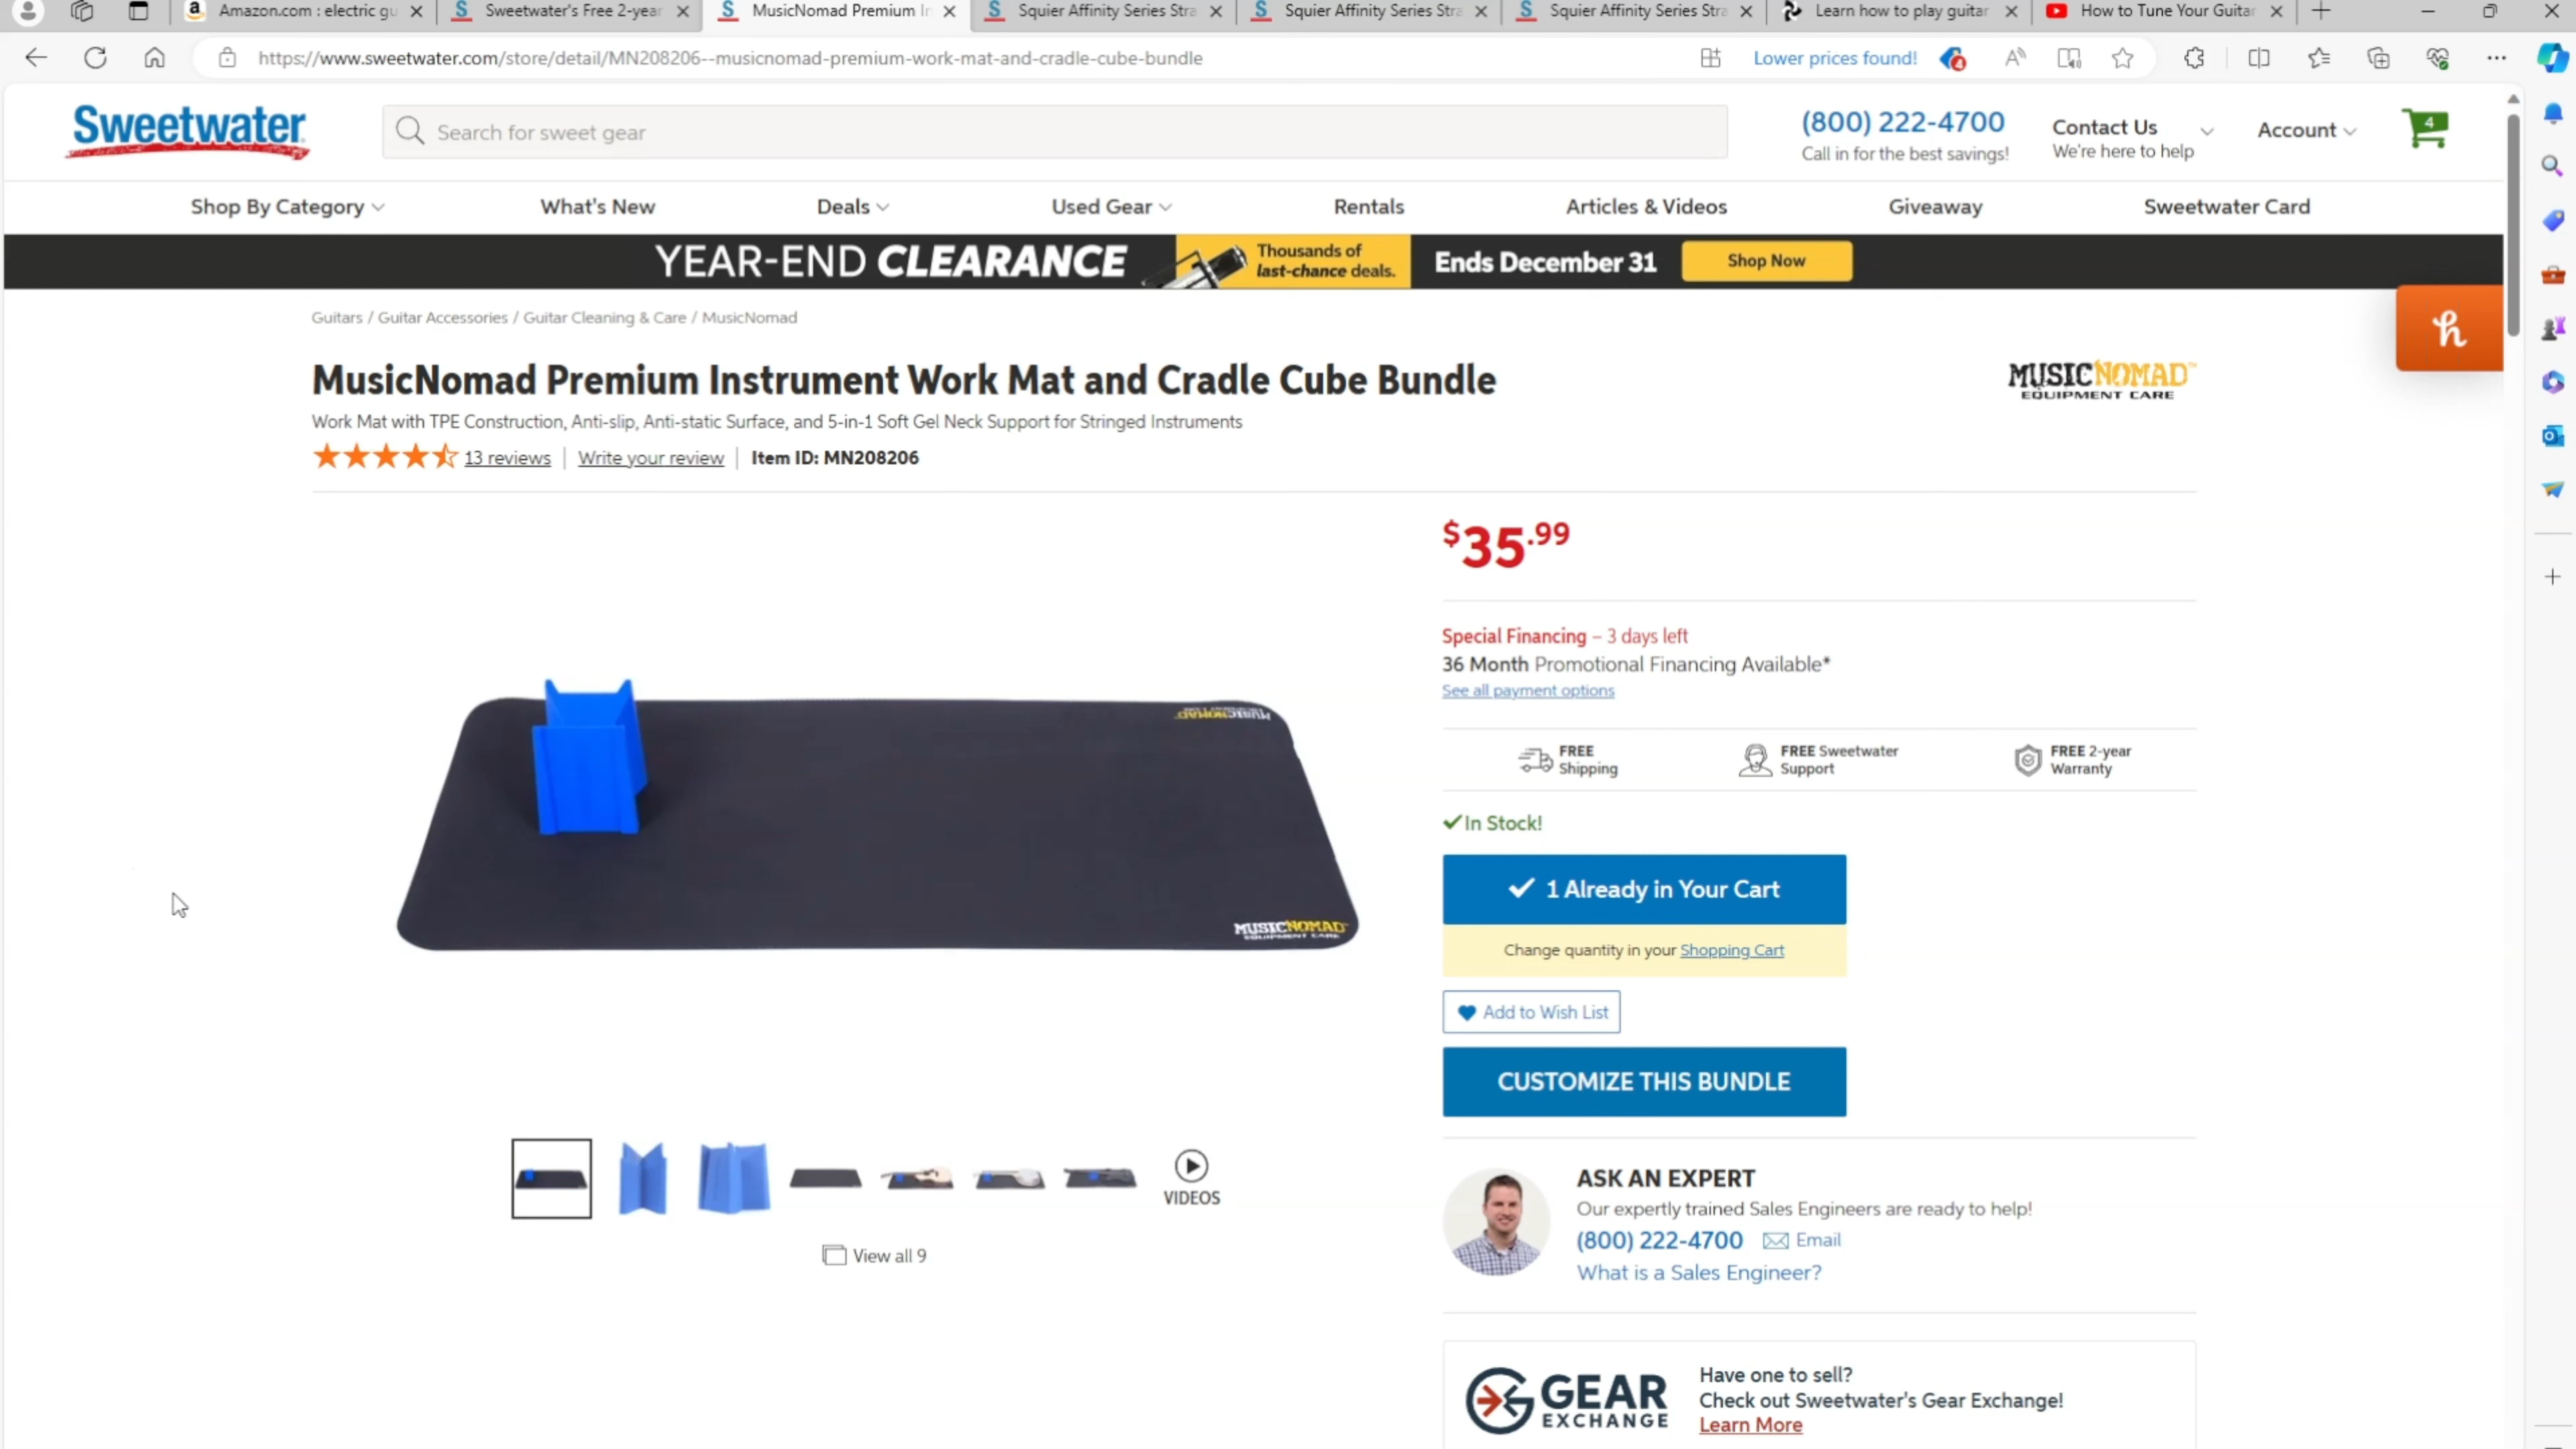 Amazon.com : electric gu
Sweetwater's Free 2-year
MusicNomad Premium In
Squier Affinity Series Stra
Squier Affinity Series Stra
Squier Affinity Series Stra
Learn how to play guitar
How to Tune Your Guitar
https://www.sweetwater.com/store/detail/MN208206--musicnomad-premium-work-mat-and-cradle-cube-bundle
Lower prices found!
4
Sweetwater
Search for sweet gear
(800) 222-4700
Call in for the best savings!
Contact Us
We're here to help
Account
4
Shop By Category
What's New
Deals
Used Gear
Rentals
Articles & Videos
Giveaway
Sweetwater Card
YEAR-END CLEARANCE
Thousands of
last-chance deals.
Ends December 31
Shop Now
h
Guitars / Guitar Accessories / Guitar Cleaning & Care / MusicNomad
MusicNomad Premium Instrument Work Mat and Cradle Cube Bundle
MUSICNOMAD™
EQUIPMENT CARE
Work Mat with TPE Construction, Anti-slip, Anti-static Surface, and 5-in-1 Soft Gel Neck Support for Stringed Instruments
13 reviews | Write your review | Item ID: MN208206
$35.99
Special Financing – 3 days left
36 Month Promotional Financing Available*
See all payment options
FREE
Shipping
FREE Sweetwater
Support
FREE 2-year
Warranty
In Stock!
1 Already in Your Cart
Change quantity in your Shopping Cart
Add to Wish List
CUSTOMIZE THIS BUNDLE
MUSICNOMAD
EQUIPMENT CARE
MUSICNOMAD
EQUIPMENT CARE
VIDEOS
View all 9
ASK AN EXPERT
Our expertly trained Sales Engineers are ready to help!
(800) 222-4700
Email
What is a Sales Engineer?
GEAR
EXCHANGE
Have one to sell?
Check out Sweetwater's Gear Exchange!
Learn More